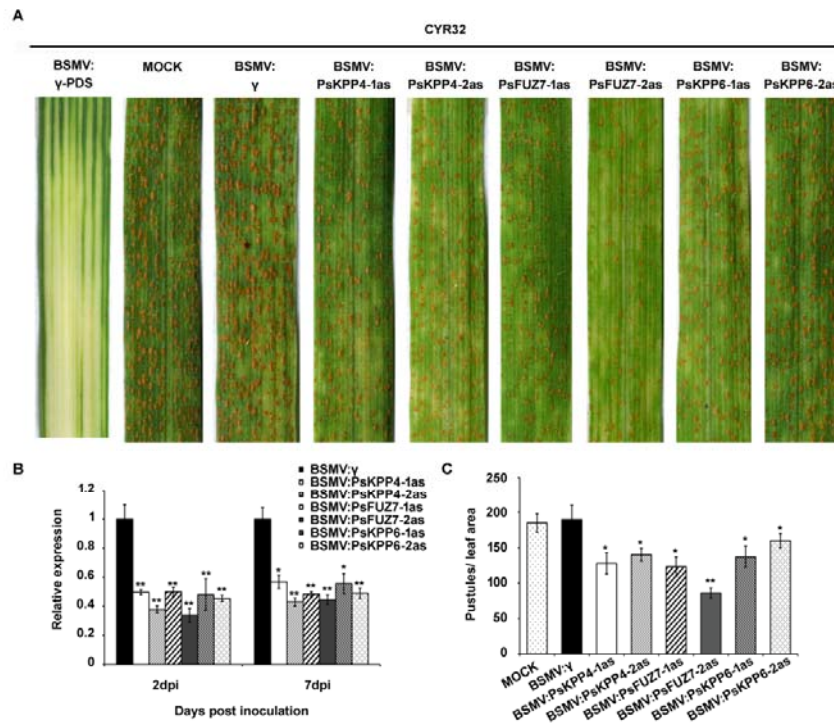 A
CYR32
BSMV:
γ-PDS
MOCK
BSMV:
γ
BSMV:
PsKPP4-1as
BSMV:
PsKPP4-2as
BSMV:
PsFUZ7-1as
BSMV:
PsFUZ7-2as
BSMV:
PsKPP6-1as
BSMV:
PsKPP6-2as
B
Relative expression
1.2
1
0.8
0.6
0.4
0.2
0
BSMV:γ
BSMV:PsKPP4-1as
BSMV:PsKPP4-2as
BSMV:PsFUZ7-1as
BSMV:PsFUZ7-2as
BSMV:PsKPP6-1as
BSMV:PsKPP6-2as
** ** ** ** ** **
* ** ** ** * **
2dpi
7dpi
Days post inoculation
C
Pustules/ leaf area
250
200
150
100
50
0
* * * ** * *
MOCK
BSMV:γ
BSMV:PsKPP4-1as
BSMV:PsKPP4-2as
BSMV:PsFUZ7-1as
BSMV:PsFUZ7-2as
BSMV:PsKPP6-1as
BSMV:PsKPP6-2as